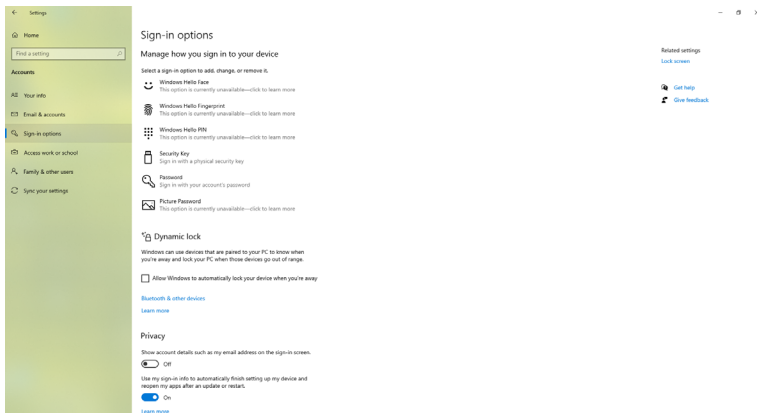 Settings
Home
Find a setting
Accounts
Your info
Email & accounts
Sign-in options
Access work or school
Family & other users
Sync your settings
Sign-in options
Manage how you sign in to your device
Select a sign-in option to add, change, or remove it.
Windows Hello Face
This option is currently unavailable—click to learn more
Windows Hello Fingerprint
This option is currently unavailable—click to learn more
Windows Hello PIN
This option is currently unavailable—click to learn more
Security Key
Sign in with a physical security key
Password
Sign in with your account's password
Picture Password
This option is currently unavailable—click to learn more
Dynamic lock
Windows can use devices that are paired to your PC to know when
you're away and lock your PC when those devices go out of range.
Allow Windows to automatically lock your device when you're away
Bluetooth & other devices
Learn more
Privacy
Show account details such as my email address on the sign-in screen.
Off
Use my sign-in info to automatically finish setting up my device and
reopen my apps after an update or restart.
On
Learn more
Related settings
Lock screen
Get help
Give feedback